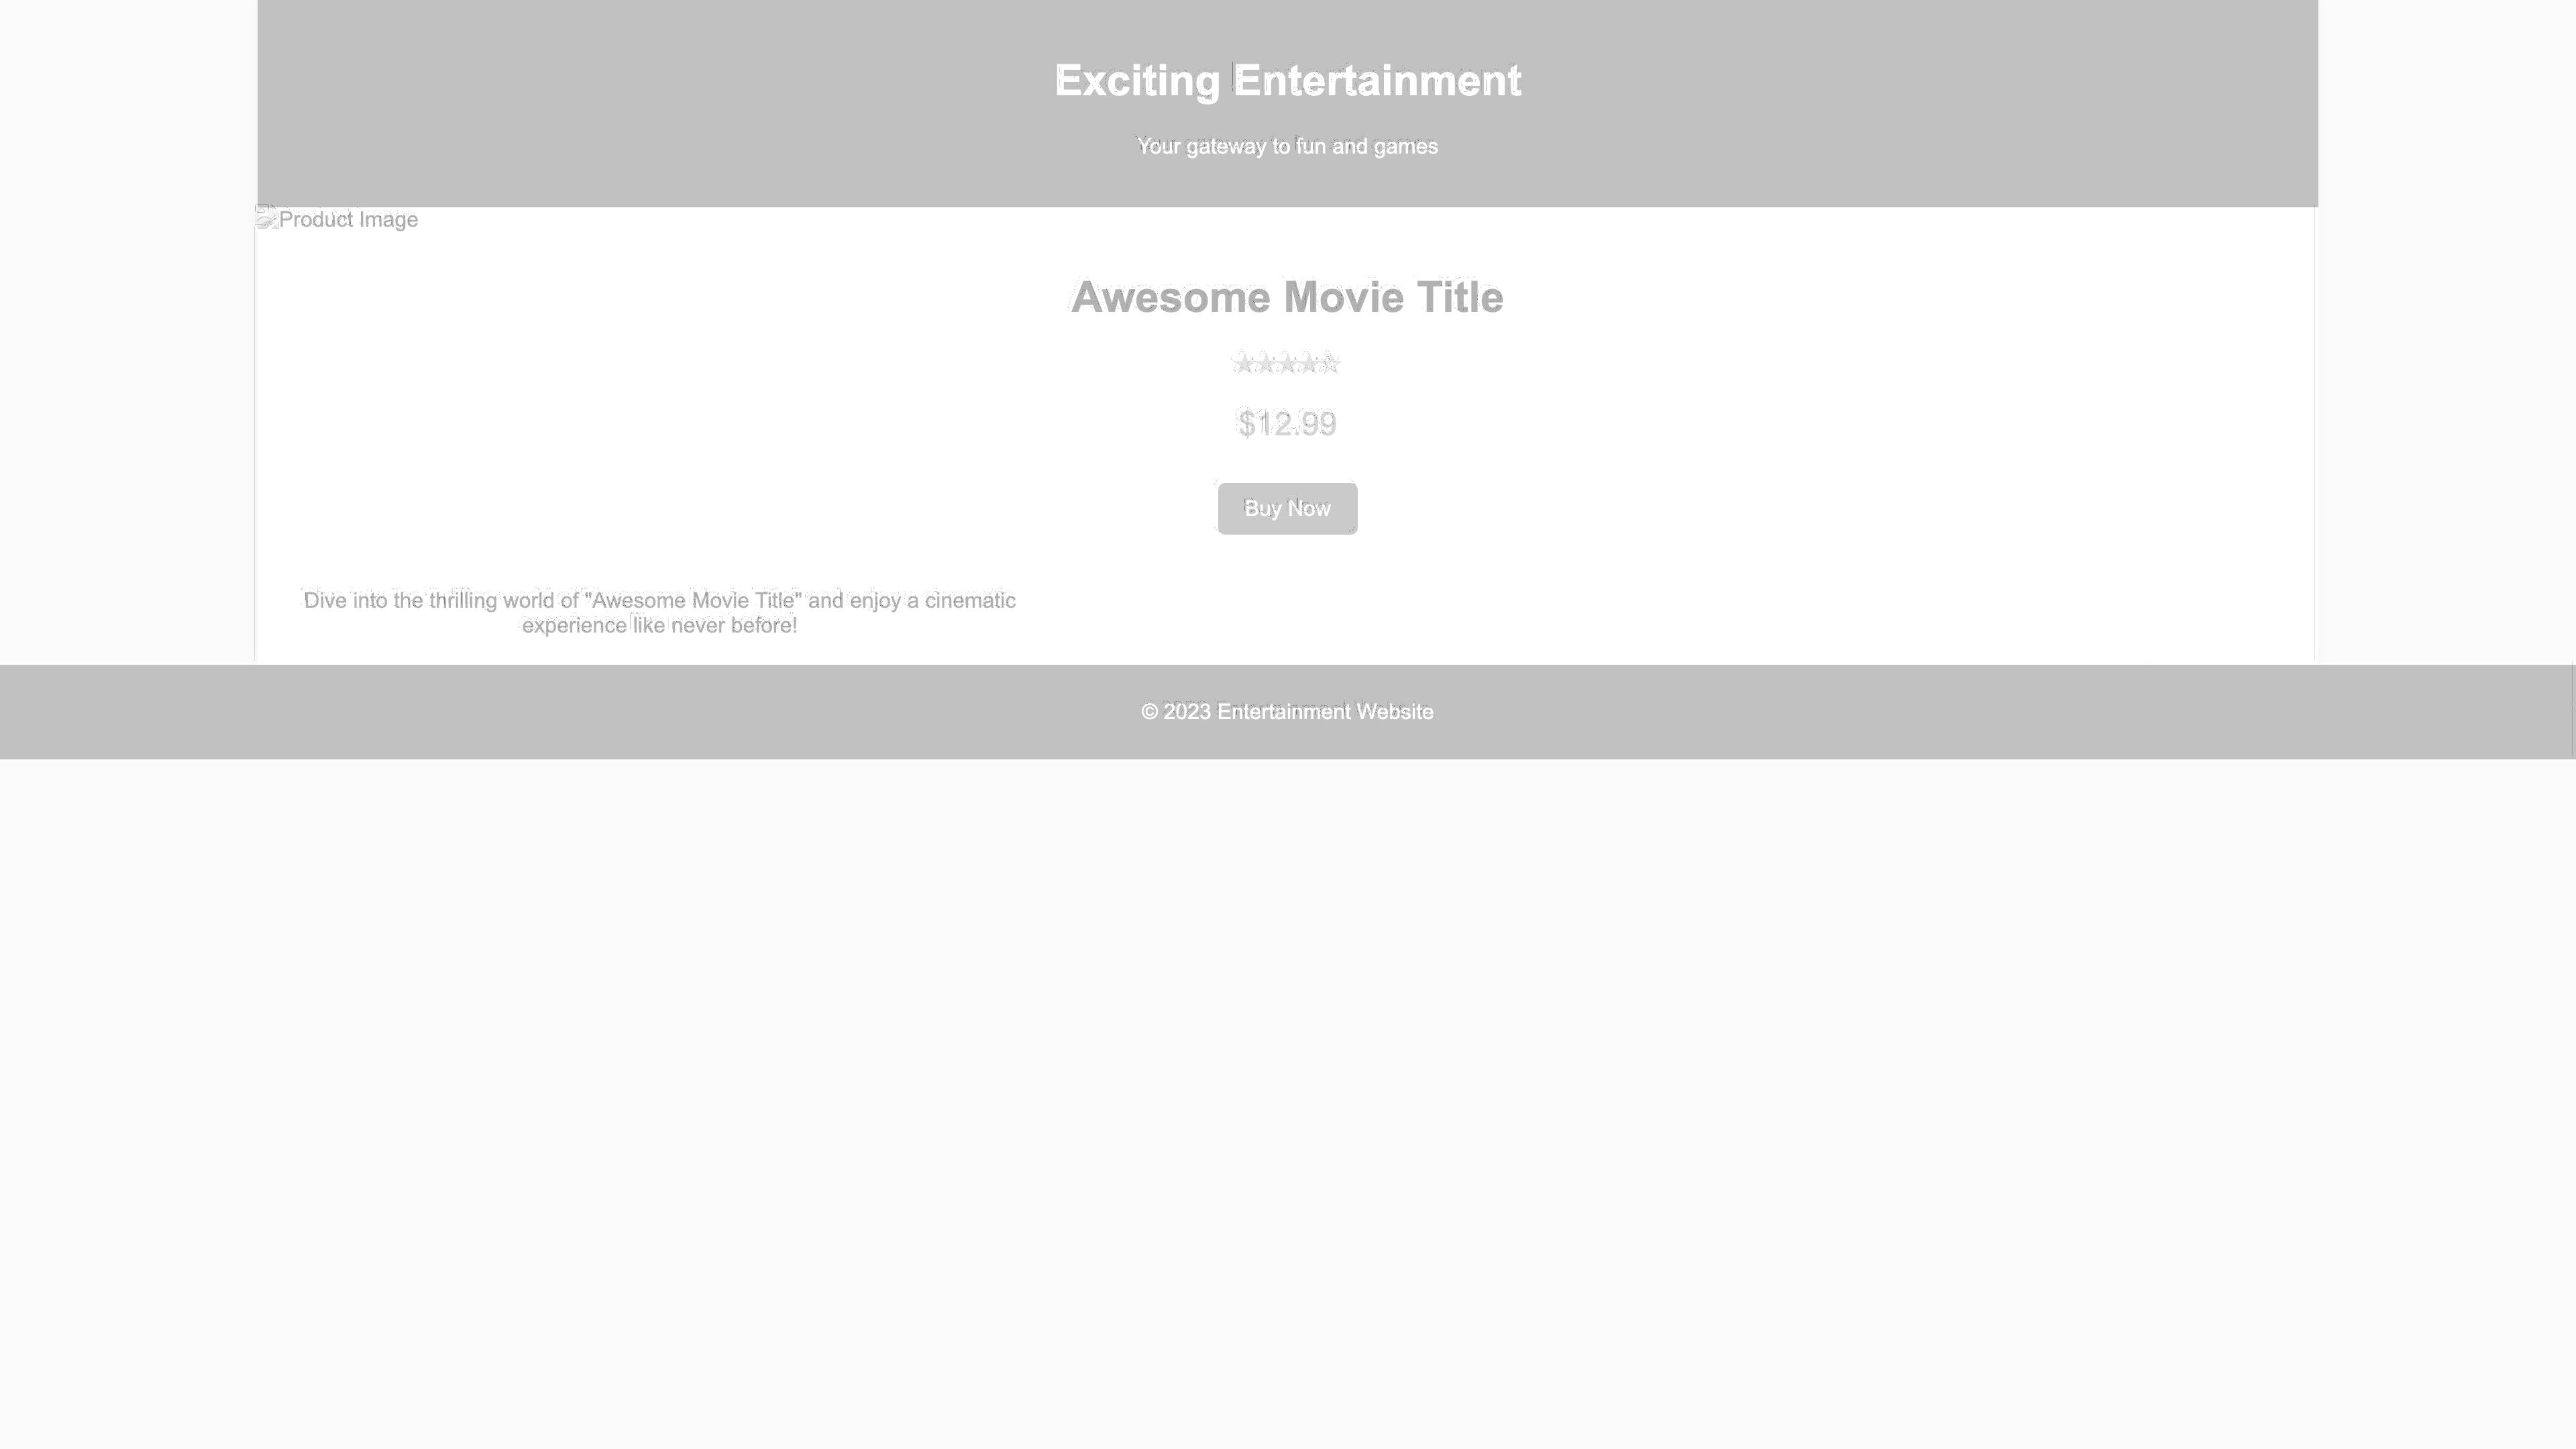 Exciting Entertainment
Your gateway to fun and games
Product Image
Awesome Movie Title
★★★★☆
$12.99
Buy Now
Dive into the thrilling world of "Awesome Movie Title" and enjoy a cinematic
experience like never before!
© 2023 Entertainment Website